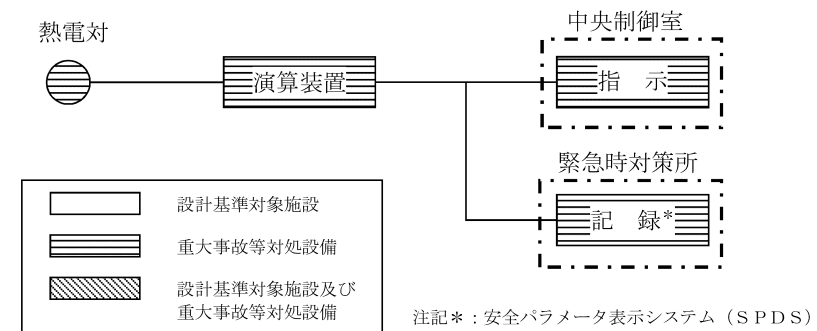 中央制御室
熱電対
演算装置
指　示
緊急時対策所
記　録*
設計基準対象施設
重大事故等対処設備
設計基準対象施設及び
重大事故等対処設備
注記＊：安全パラメータ表示システム（ＳＰＤＳ）